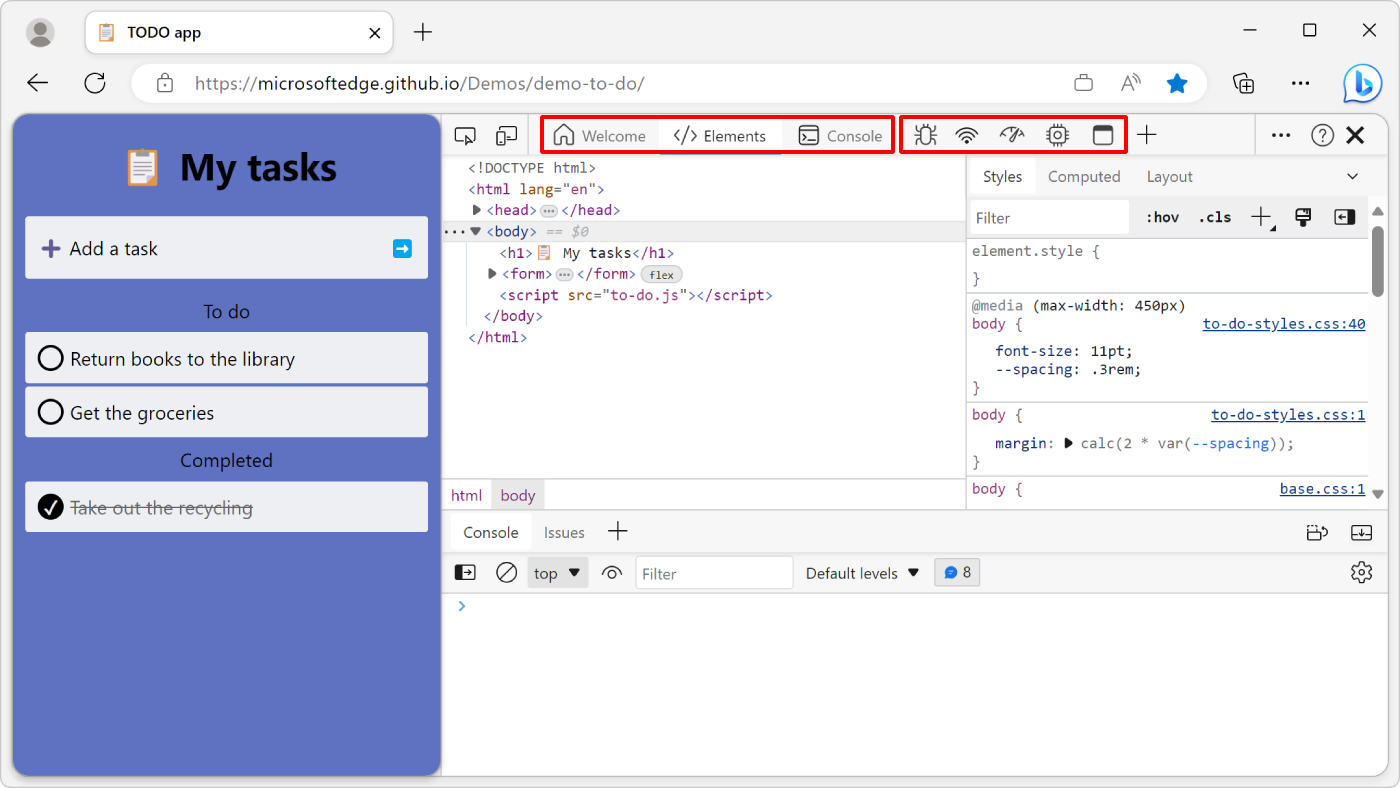 TODO app
https://microsoftedge.github.io/Demos/demo-to-do/
My tasks
Add a task
To do
Return books to the library
Get the groceries
Completed
Take out the recycling
Welcome
Elements
Console
<!DOCTYPE html>
<html lang="en">
<head> ··· </head>
··· <body> == $0
<h1>📋 My tasks</h1>
<form> ··· </form> flex
<script src="to-do.js"></script>
</body>
</html>
html body
Styles Computed Layout
Filter :hov .cls
element.style {
}
@media (max-width: 450px)
body { to-do-styles.css:40
font-size: 11pt;
--spacing: .3rem;
}
body { to-do-styles.css:1
margin: calc(2 * var(--spacing));
}
body { base.css:1
Console Issues
top Filter Default levels 8